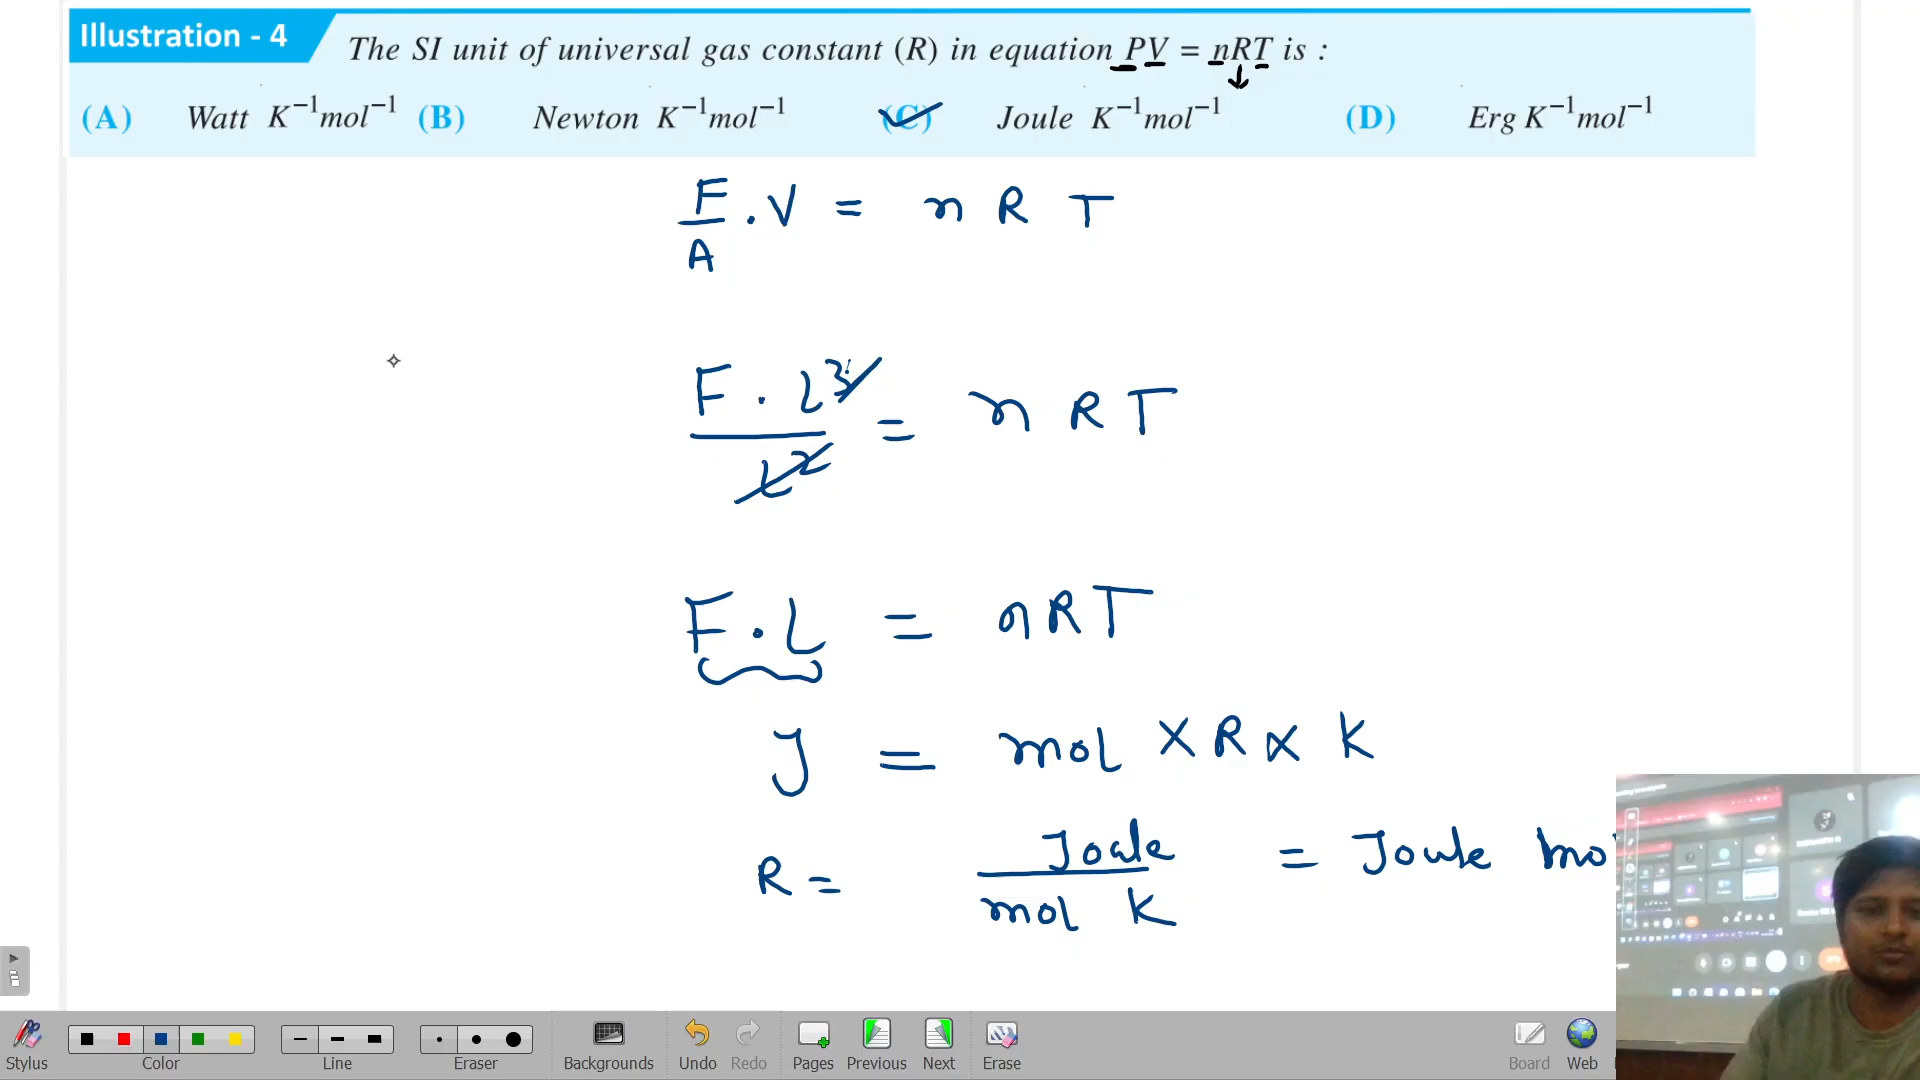 Illustration - 4
The SI unit of universal gas constant (R) in equation PV = nRT is :
(A) Watt K⁻¹mol⁻¹ (B) Newton K⁻¹mol⁻¹ (C) Joule K⁻¹mol⁻¹ (D) Erg K⁻¹mol⁻¹
F/A . V = n R T
F . L³/L² = n R T
F . L = nRT
J = mol × R × K
R = Joule/mol K = Joule mo
Stylus Color Line Eraser Backgrounds Undo Redo Pages Previous Next Erase Board Web